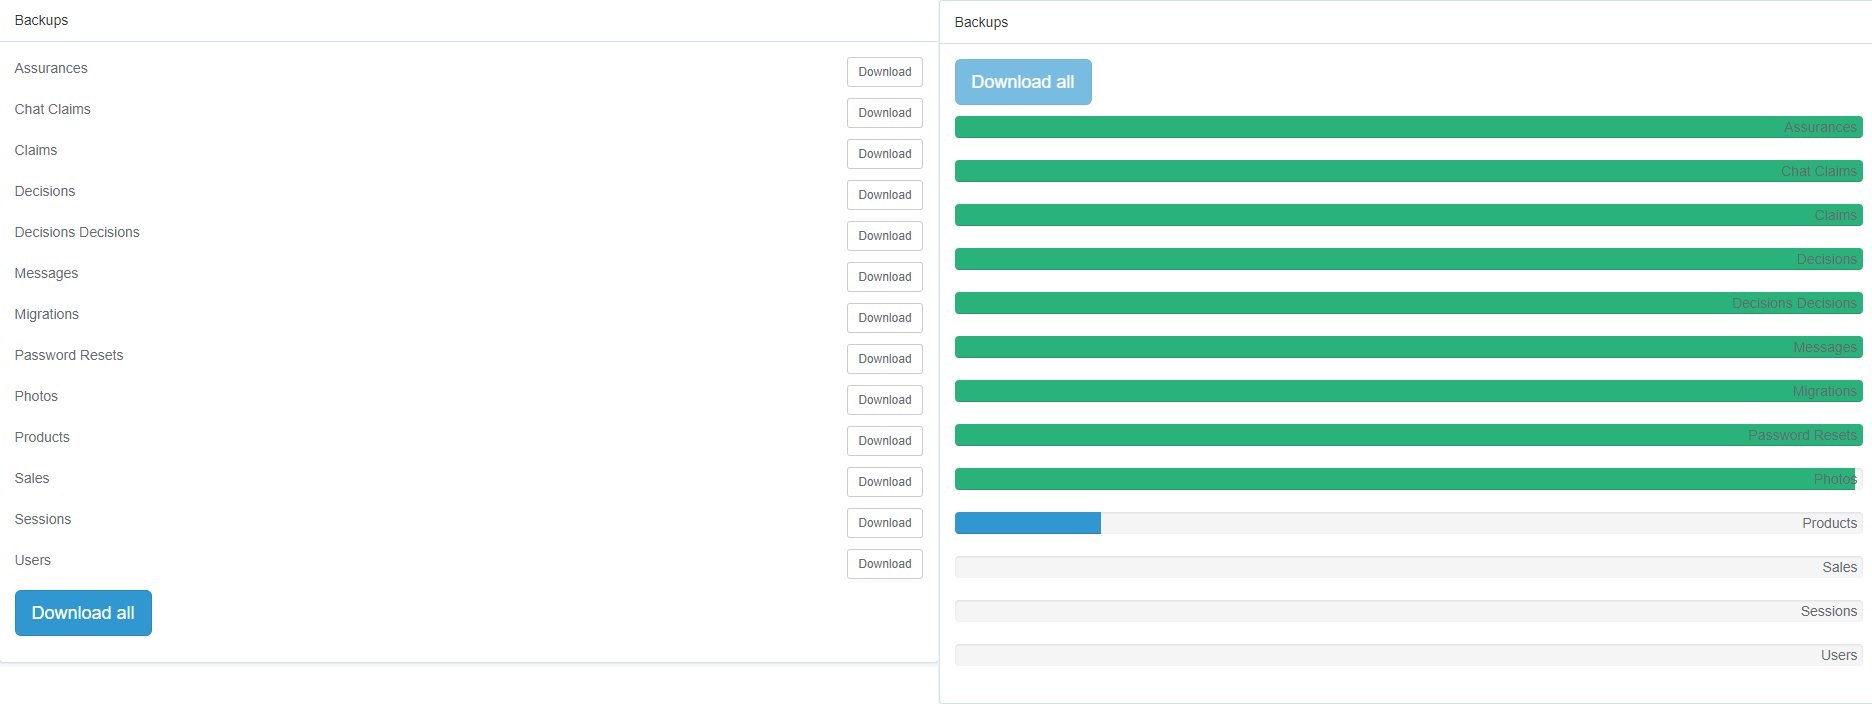 Backups
Assurances Download
Chat Claims Download
Claims Download
Decisions Download
Decisions Decisions Download
Messages Download
Migrations Download
Password Resets Download
Photos Download
Products Download
Sales Download
Sessions Download
Users Download
Download all
Backups
Download all
Assurances
Chat Claims
Claims
Decisions
Decisions Decisions
Messages
Migrations
Password Resets
Photos
Products
Sales
Sessions
Users